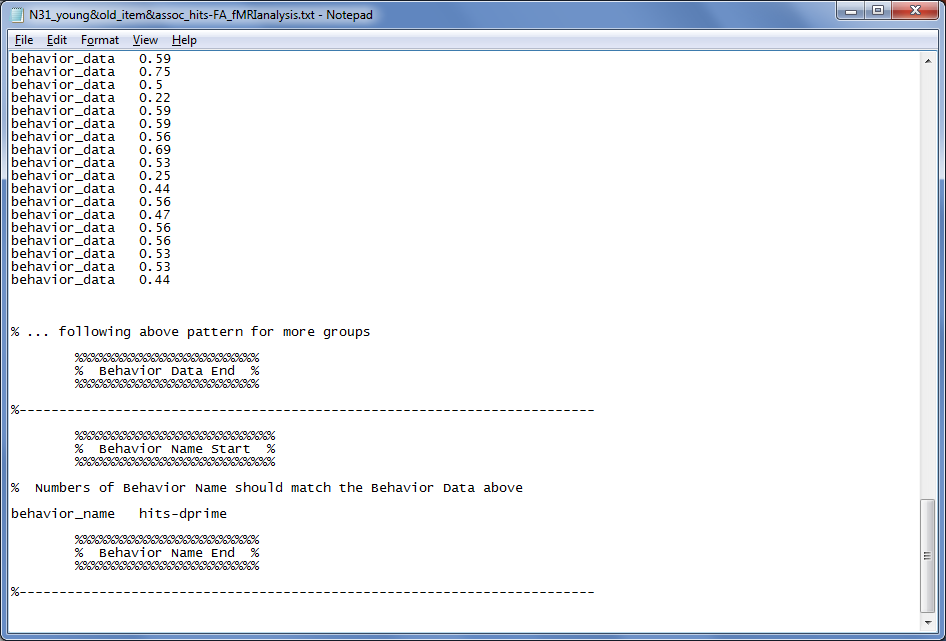 N31_young&old_item&assoc_hits-FA_fMRIanalysis.txt - Notepad
File Edit Format View Help
behavior_data 0.59
behavior_data 0.75
behavior_data 0.5
behavior_data 0.22
behavior_data 0.59
behavior_data 0.59
behavior_data 0.56
behavior_data 0.69
behavior_data 0.53
behavior_data 0.25
behavior_data 0.44
behavior_data 0.56
behavior_data 0.47
behavior_data 0.56
behavior_data 0.56
behavior_data 0.53
behavior_data 0.53
behavior_data 0.44
% ... following above pattern for more groups
%%%%%%%%%%%%%%%%%%%%%%%
% Behavior Data End %
%%%%%%%%%%%%%%%%%%%%%%%
%------------------------------------------------------------------------
%%%%%%%%%%%%%%%%%%%%%%%%%
% Behavior Name Start %
%%%%%%%%%%%%%%%%%%%%%%%%%
% Numbers of Behavior Name should match the Behavior Data above
behavior_name hits-dprime
%%%%%%%%%%%%%%%%%%%%%%%
% Behavior Name End %
%%%%%%%%%%%%%%%%%%%%%%%
%------------------------------------------------------------------------